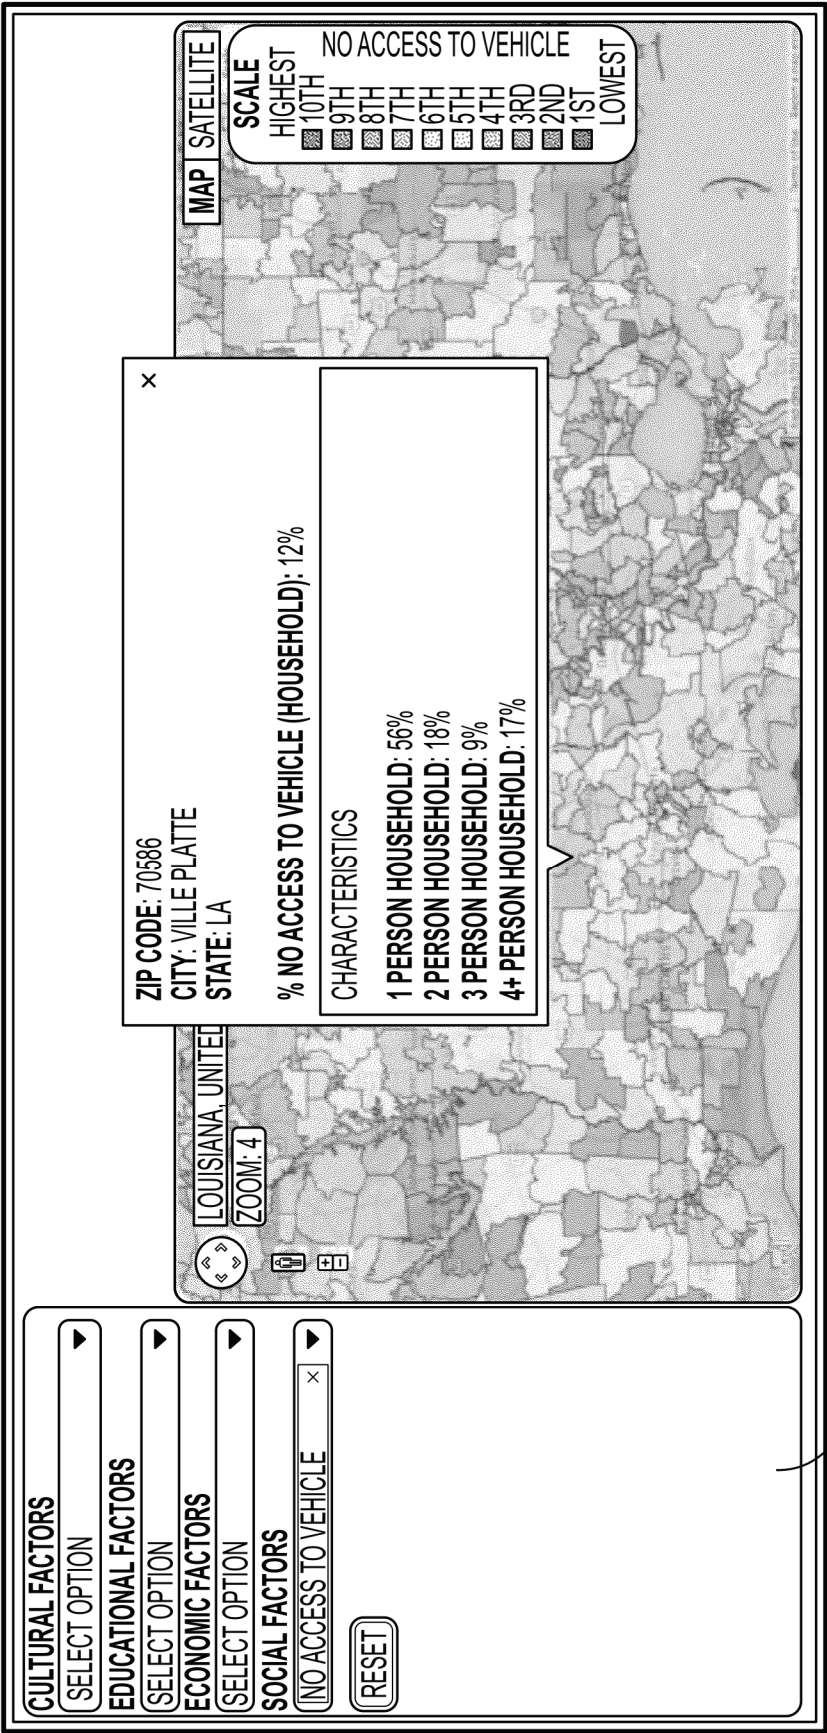 CULTURAL FACTORS
SELECT OPTION
EDUCATIONAL FACTORS
SELECT OPTION
ECONOMIC FACTORS
SELECT OPTION
SOCIAL FACTORS
NO ACCESS TO VEHICLE ×
RESET
LOUISIANA, UNITED
ZOOM: 4
ZIP CODE: 70586
CITY: VILLE PLATTE
STATE: LA
% NO ACCESS TO VEHICLE (HOUSEHOLD): 12%
CHARACTERISTICS
1 PERSON HOUSEHOLD: 56%
2 PERSON HOUSEHOLD: 18%
3 PERSON HOUSEHOLD: 9%
4+ PERSON HOUSEHOLD: 17%
×
MAP | SATELLITE
SCALE
HIGHEST
10TH
9TH
8TH
7TH
6TH
5TH
4TH
3RD
2ND
1ST
LOWEST
NO ACCESS TO VEHICLE